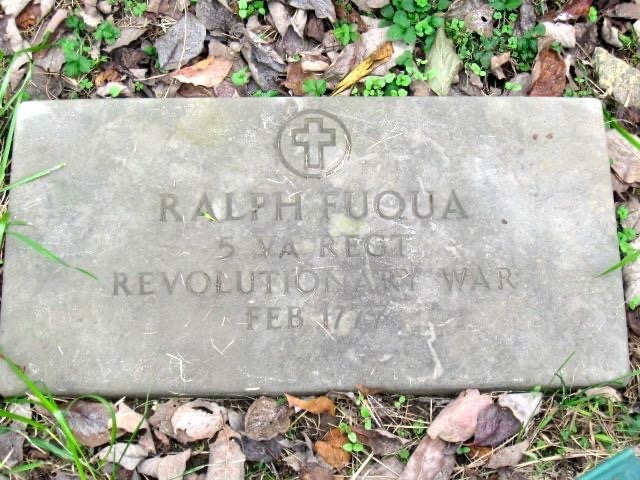 RALPH FUQUA
5 VA REGT
REVOLUTIONARY WAR
FEB 1777